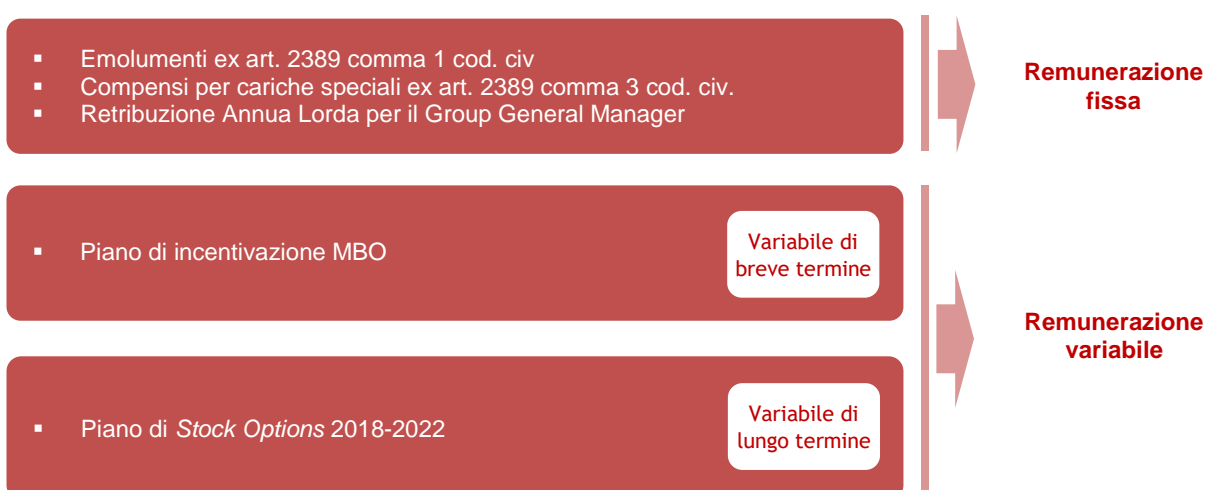 ▪ Emolumenti ex art. 2389 comma 1 cod. civ
▪ Compensi per cariche speciali ex art. 2389 comma 3 cod. civ.
▪ Retribuzione Annua Lorda per il Group General Manager
Remunerazione
fissa
▪ Piano di incentivazione MBO
Variabile di
breve termine
Remunerazione
variabile
▪ Piano di Stock Options 2018-2022
Variabile di
lungo termine